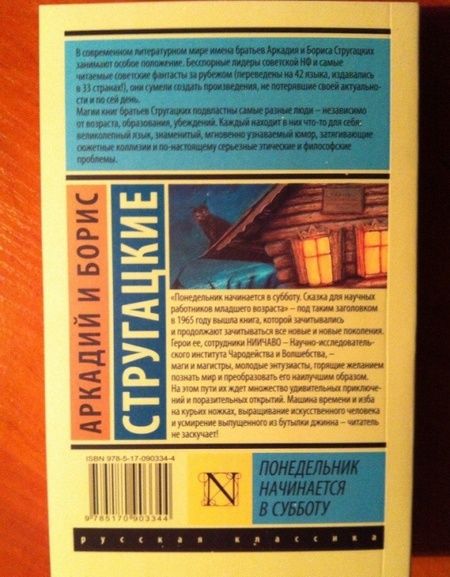 В современном литературном мире имена братьев Аркадия и Бориса Стругацких
занимают особое положение. Бесспорные лидеры советской НФ и самые
читаемые советские фантасты за рубежом (переведены на 42 языка, издавались
в 33 странах!), они сумели создать произведения, не потерявшие своей актуально-
сти и по сей день.
Магии книг братьев Стругацких подвластны самые разные люди – независимо
от возраста, образования, убеждений. Каждый находит в них что-то для себя:
великолепный язык, знаменитый, мгновенно узнаваемый юмор, затягивающие
сюжетные коллизии и по-настоящему серьезные этические и философские
проблемы.
АРКАДИЙ И БОРИС
СТРУГАЦКИЕ
«Понедельник начинается в субботу. Сказка для научных
работников младшего возраста» – под таким заголовком
в 1965 году вышла книга, которой зачитывались
и продолжают зачитываться все новые и новые поколения.
Герои ее, сотрудники НИИЧАВО – Научно-исследователь-
ского института Чародейства и Волшебства, –
маги и магистры, молодые энтузиасты, горящие желанием
познать мир и преобразовать его наилучшим образом.
На этом пути их ждет множество удивительных приключе-
ний и поразительных открытий. Машина времени и изба
на курьих ножках, выращивание искусственного человека
и усмирение выпущенного из бутылки джинна – читатель
не заскучает!
ISBN 978-5-17-090334-4
9 785170 903344
N
ПОНЕДЕЛЬНИК
НАЧИНАЕТСЯ
В СУББОТУ
русская классика